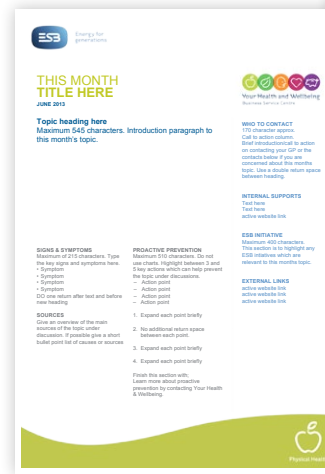 ESB
Energy for
generations
THIS MONTH
TITLE HERE
JUNE 2013
Topic heading here
Maximum 545 characters. Introduction paragraph to
this month's topic.
SIGNS & SYMPTOMS
Maximum of 215 characters. Type
the key signs and symptoms here.
• Symptom
• Symptom
• Symptom
• Symptom
DO one return after text and before
new heading
SOURCES
Give an overview of the main
sources of the topic under
discussion. If possible give a short
bullet point list of causes or sources
PROACTIVE PREVENTION
Maximum 510 characters. Do not
use charts. Highlight between 3 and
5 key actions which can help prevent
the topic under discussions.
– Action point
– Action point
– Action point
– Action point
1. Expand each point briefly
2. No additional return space
between each point.
3. Expand each point briefly
4. Expand each point briefly
Finish this section with:
Learn more about proactive
prevention by contacting Your Health
& Wellbeing.
Your Health and Wellbeing
Business Service Centre
WHO TO CONTACT
170 character approx.
Call to action column.
Brief introduction/call to action
on contacting your GP or the
contacts below if you are
concerned about this months
topic. Use a double return space
between heading.
INTERNAL SUPPORTS
Text here
Text here
active website link
ESB INITIATIVE
Maximum 400 characters.
This section is to highlight any
ESB intiatives which are
relevant to this months topic.
EXTERNAL LINKS
active website link
active website link
active website link
Physical Health